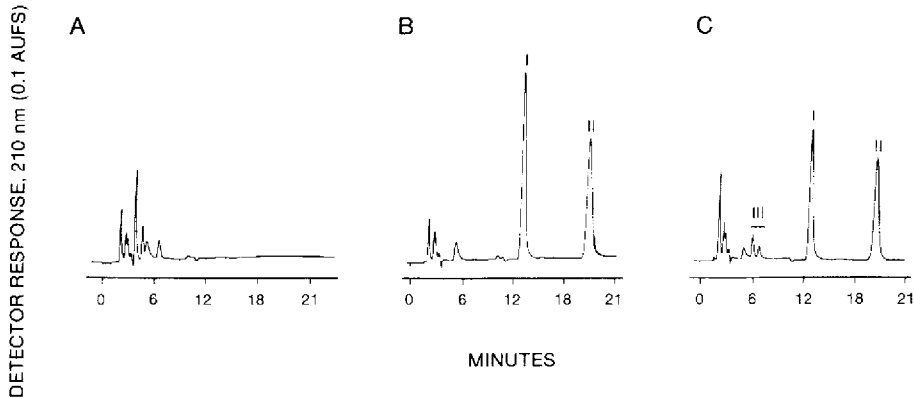 DETECTOR RESPONSE, 210 nm (0.1 AUFS)
A
B
C
I
II
I
II
III
0 6 12 18 21
0 6 12 18 21
0 6 12 18 21
MINUTES